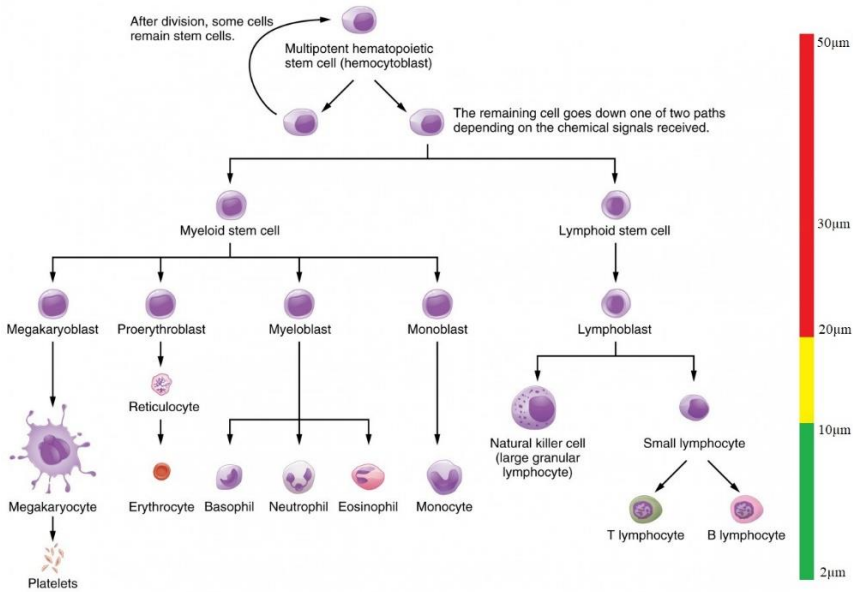 After division, some cells
remain stem cells.
Multipotent hematopoietic
stem cell (hemocytoblast)
The remaining cell goes down one of two paths
depending on the chemical signals received.
Myeloid stem cell
Lymphoid stem cell
Megakaryoblast
Proerythroblast
Myeloblast
Monoblast
Lymphoblast
Reticulocyte
Natural killer cell
(large granular
lymphocyte)
Small lymphocyte
Megakaryocyte
Erythrocyte
Basophil
Neutrophil
Eosinophil
Monocyte
T lymphocyte
B lymphocyte
Platelets
50μm
30μm
20μm
10μm
2μm